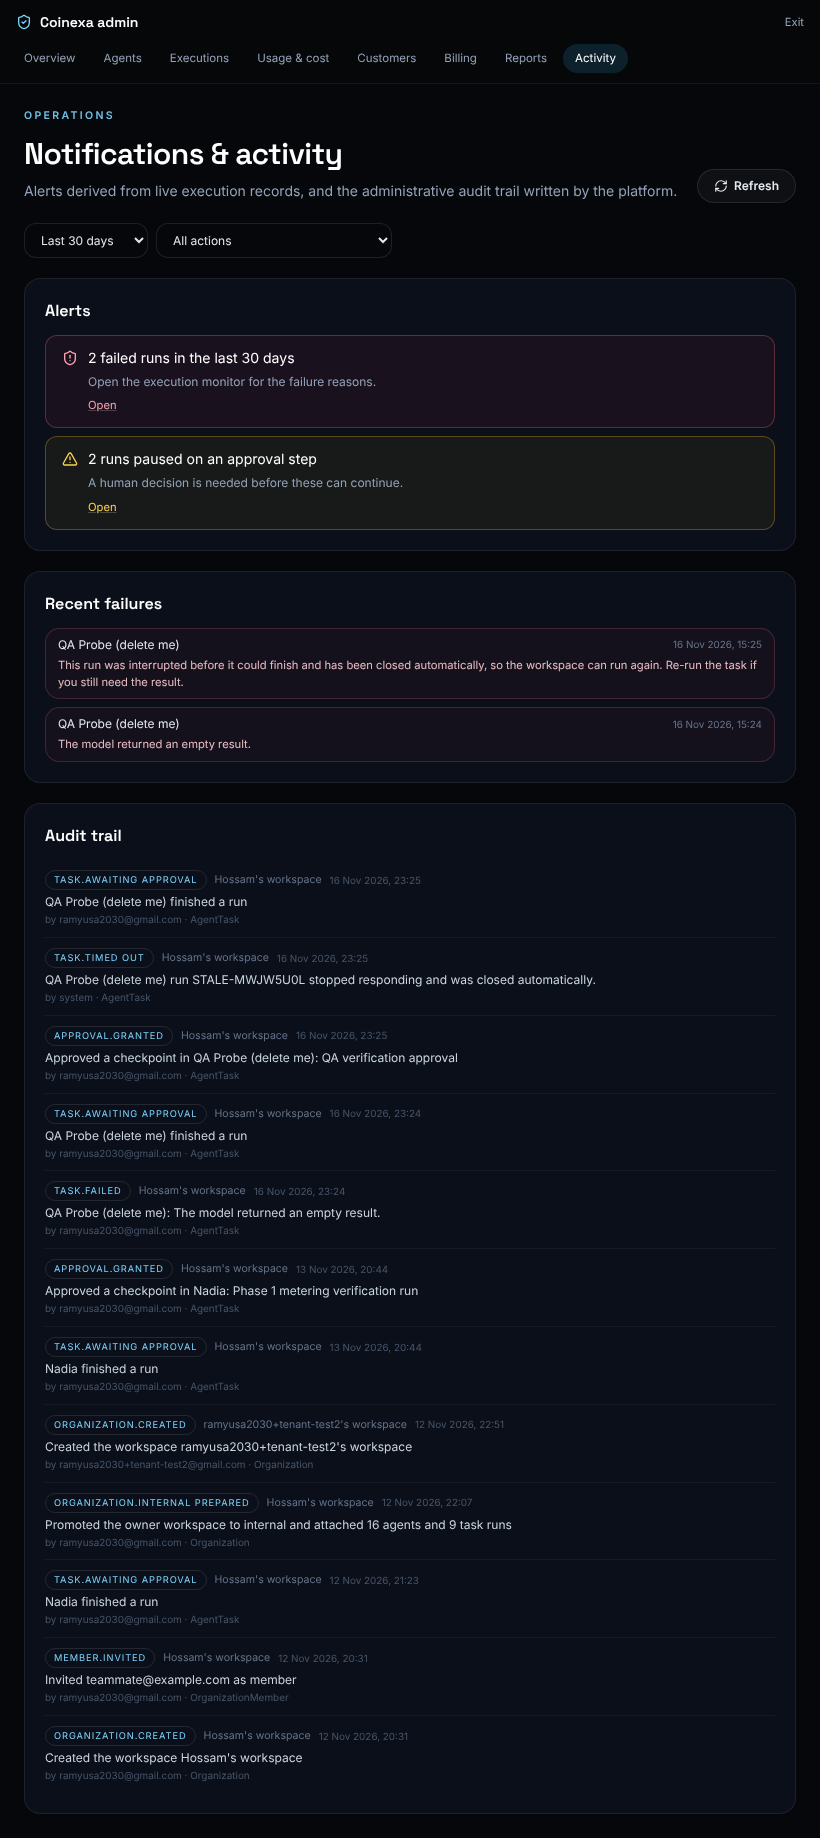 Coinexa admin
Exit
Overview Agents Executions Usage & cost Customers Billing Reports Activity
OPERATIONS
Notifications & activity
Alerts derived from live execution records, and the administrative audit trail written by the platform.
Refresh
Last 30 days
All actions
Alerts
2 failed runs in the last 30 days
Open the execution monitor for the failure reasons.
Open
2 runs paused on an approval step
A human decision is needed before these can continue.
Open
Recent failures
QA Probe (delete me) 16 Nov 2026, 15:25
This run was interrupted before it could finish and has been closed automatically, so the workspace can run again. Re-run the task if
you still need the result.
QA Probe (delete me) 16 Nov 2026, 15:24
The model returned an empty result.
Audit trail
TASK.AWAITING APPROVAL Hossam's workspace 16 Nov 2026, 23:25
QA Probe (delete me) finished a run
by ramyusa2030@gmail.com · AgentTask
TASK.TIMED OUT Hossam's workspace 16 Nov 2026, 23:25
QA Probe (delete me) run STALE-MWJW5U0L stopped responding and was closed automatically.
by system · AgentTask
APPROVAL.GRANTED Hossam's workspace 16 Nov 2026, 23:25
Approved a checkpoint in QA Probe (delete me): QA verification approval
by ramyusa2030@gmail.com · AgentTask
TASK.AWAITING APPROVAL Hossam's workspace 16 Nov 2026, 23:24
QA Probe (delete me) finished a run
by ramyusa2030@gmail.com · AgentTask
TASK.FAILED Hossam's workspace 16 Nov 2026, 23:24
QA Probe (delete me): The model returned an empty result.
by ramyusa2030@gmail.com · AgentTask
APPROVAL.GRANTED Hossam's workspace 13 Nov 2026, 20:44
Approved a checkpoint in Nadia: Phase 1 metering verification run
by ramyusa2030@gmail.com · AgentTask
TASK.AWAITING APPROVAL Hossam's workspace 13 Nov 2026, 20:44
Nadia finished a run
by ramyusa2030@gmail.com · AgentTask
ORGANIZATION.CREATED ramyusa2030+tenant-test2's workspace 12 Nov 2026, 22:51
Created the workspace ramyusa2030+tenant-test2's workspace
by ramyusa2030+tenant-test2@gmail.com · Organization
ORGANIZATION.INTERNAL PREPARED Hossam's workspace 12 Nov 2026, 22:07
Promoted the owner workspace to internal and attached 16 agents and 9 task runs
by ramyusa2030@gmail.com · Organization
TASK.AWAITING APPROVAL Hossam's workspace 12 Nov 2026, 21:23
Nadia finished a run
by ramyusa2030@gmail.com · AgentTask
MEMBER.INVITED Hossam's workspace 12 Nov 2026, 20:31
Invited teammate@example.com as member
by ramyusa2030@gmail.com · OrganizationMember
ORGANIZATION.CREATED Hossam's workspace 12 Nov 2026, 20:31
Created the workspace Hossam's workspace
by ramyusa2030@gmail.com · Organization